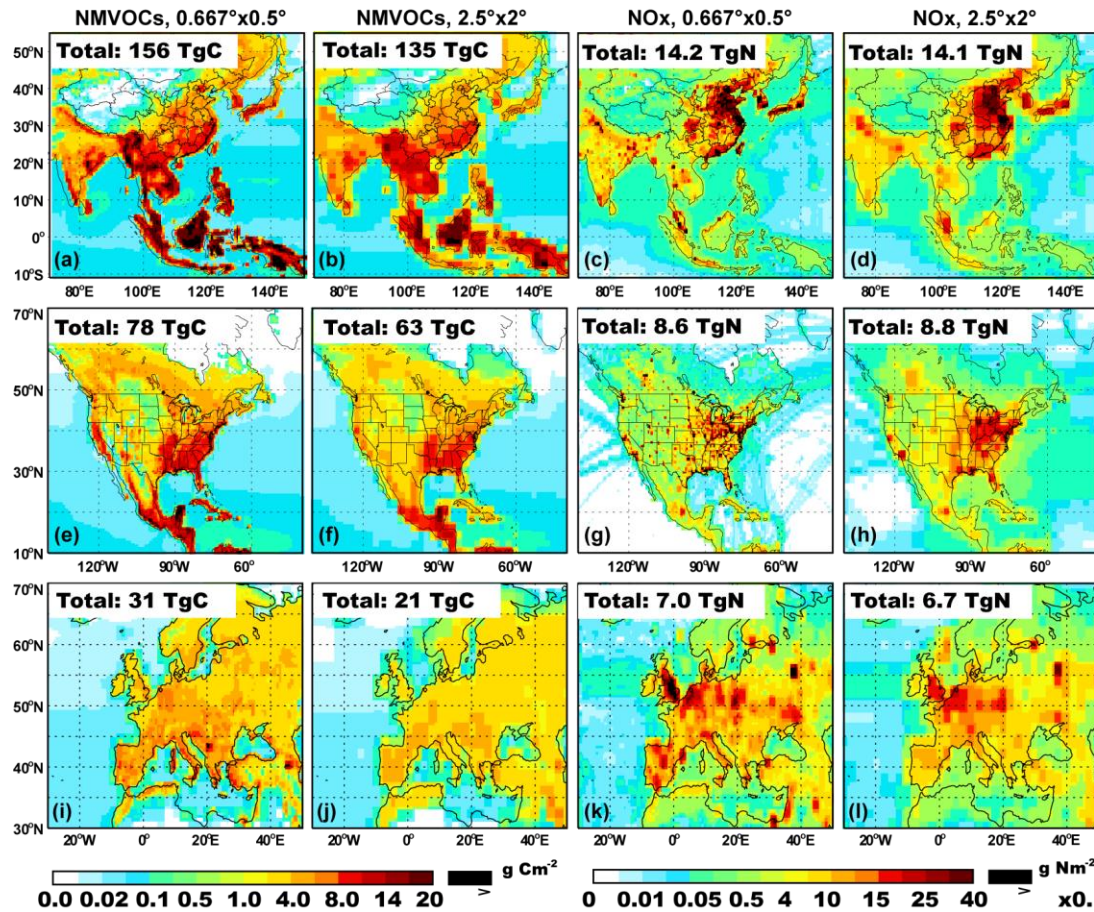 NMVOCs, 0.667°x0.5° NMVOCs, 2.5°x2° NOx, 0.667°x0.5° NOx, 2.5°x2°
Total: 156 TgC Total: 135 TgC Total: 14.2 TgN Total: 14.1 TgN
50°N
40°N
30°N
20°N
10°N
0°
10°S
(a) (b) (c) (d)
80°E 100°E 120°E 140°E 80°E 100°E 120°E 140°E 80°E 100°E 120°E 140°E 80°E 100°E 120°E 140°E
70°N
Total: 78 TgC Total: 63 TgC Total: 8.6 TgN Total: 8.8 TgN
50°N
30°N
(e) (f) (g) (h)
10°N
120°W 90°W 60° 120°W 90°W 60° 120°W 90°W 60° 120°W 90°W 60°
70°N
Total: 31 TgC Total: 21 TgC Total: 7.0 TgN Total: 6.7 TgN
60°N
50°N
40°N
(i) (j) (k) (l)
30°N
20°W 0° 20°E 40°E 20°W 0° 20°E 40°E 20°W 0° 20°E 40°E 20°W 0° 20°E 40°E
g Cm-2 g Nm-2
0.0 0.02 0.1 0.5 1.0 4.0 8.0 14 20 > 0 0.01 0.05 0.5 4 10 15 25 40 > x0.